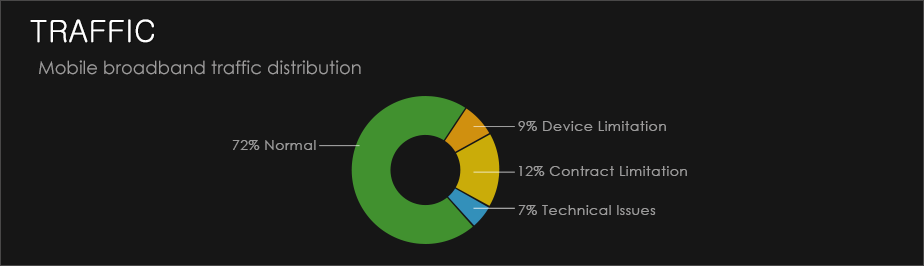 TRAFFIC
Mobile broadband traffic distribution
9% Device Limitation
72% Normal
12% Contract Limitation
7% Technical Issues